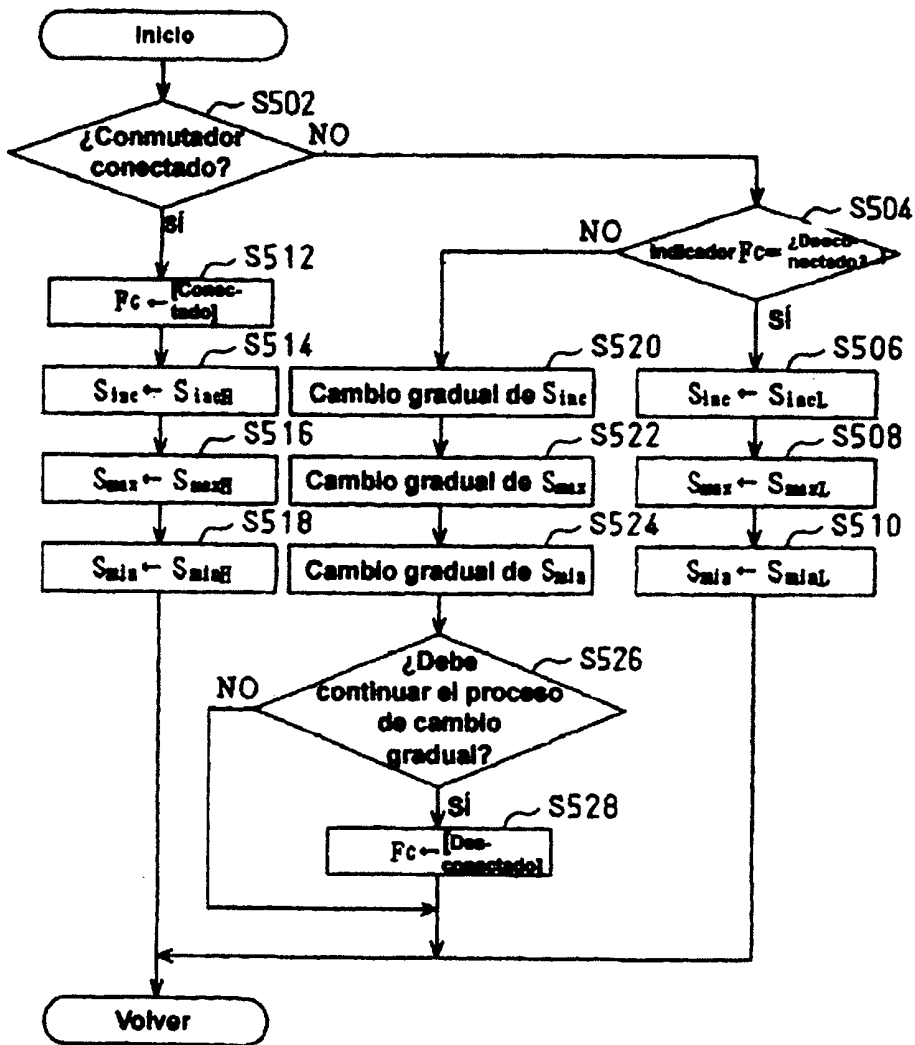 Inicio
S502
¿Conmutador
conectado?
NO
SÍ
S504
Indicador Fc= ¿Desco-
nectado?
NO
SÍ
S512
Fc ← [Conec-
tado]
S514
Sinc ← SincH
S516
Smax ← SmaxH
S518
Smin ← SminH
S520
Cambio gradual de Sinc
S522
Cambio gradual de Smax
S524
Cambio gradual de Smin
S506
Sinc ← SincL
S508
Smax ← SmaxL
S510
Smin ← SminL
S526
¿Debe
continuar el proceso
de cambio
gradual?
NO
SÍ
S528
Fc ← [Des-
conectado]
Volver